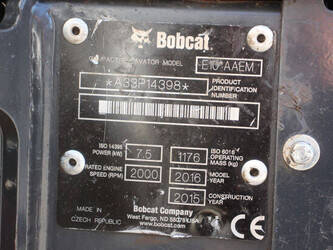 Bobcat
COMPACT EXCAVATOR MODEL E10 AAEM
*A33P14398*
PRODUCT
IDENTIFICATION
NUMBER
ISO 14396
POWER (kW) 7.5
1176 ISO 6016
OPERATING
MASS (kg)
RATED ENGINE
SPEED (RPM) 2000
2016 MODEL
YEAR
2015 CONSTRUCTION
YEAR
MADE IN
CZECH REPUBLIC
Bobcat Company
West Fargo, ND 58078 USA
www.bobcat.com
CE